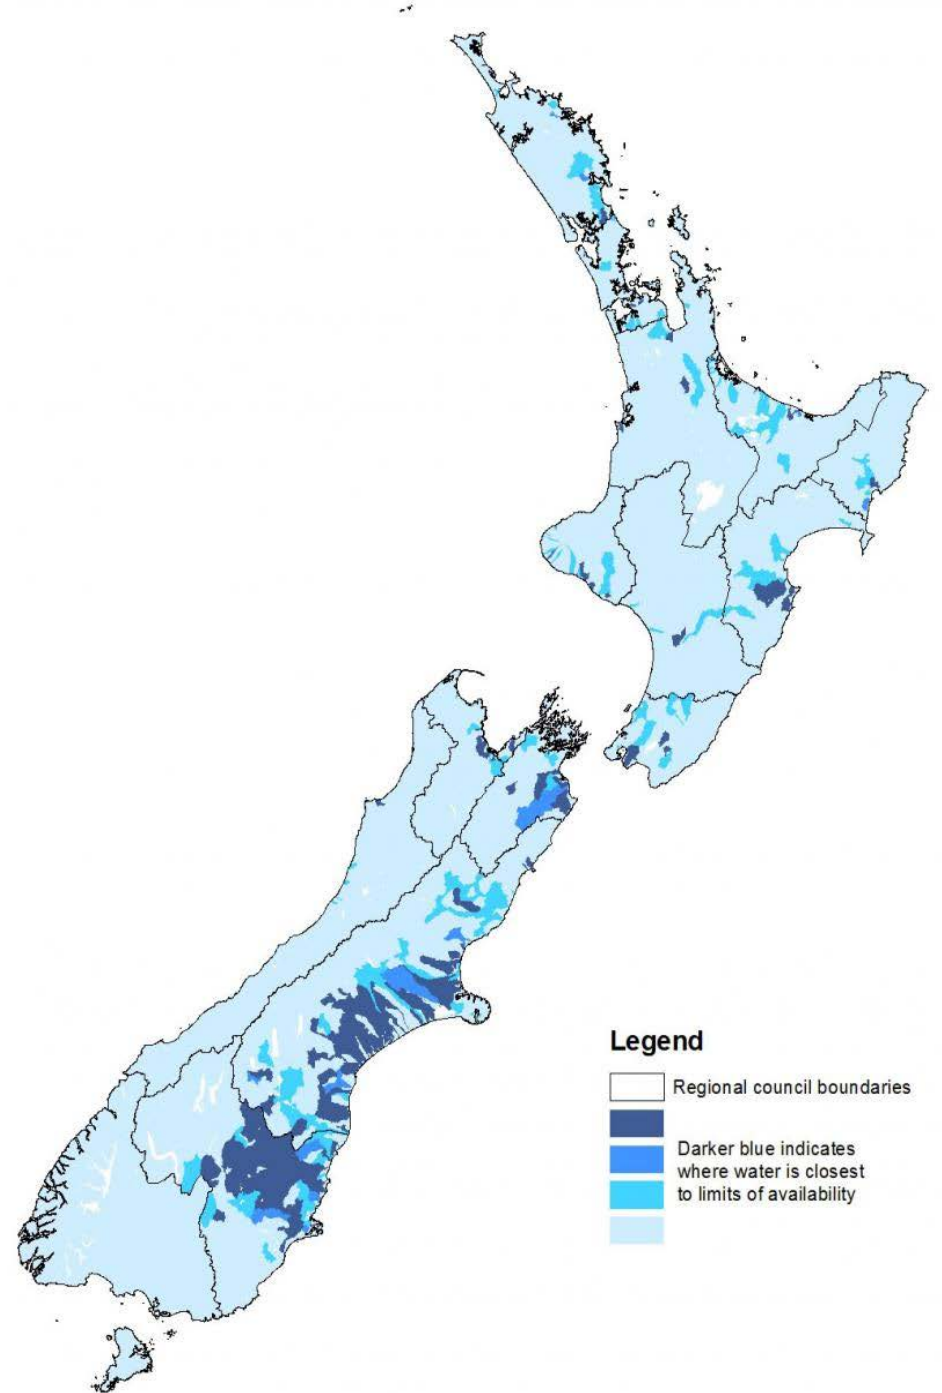 Legend
Regional council boundaries
Darker blue indicates
where water is closest
to limits of availability